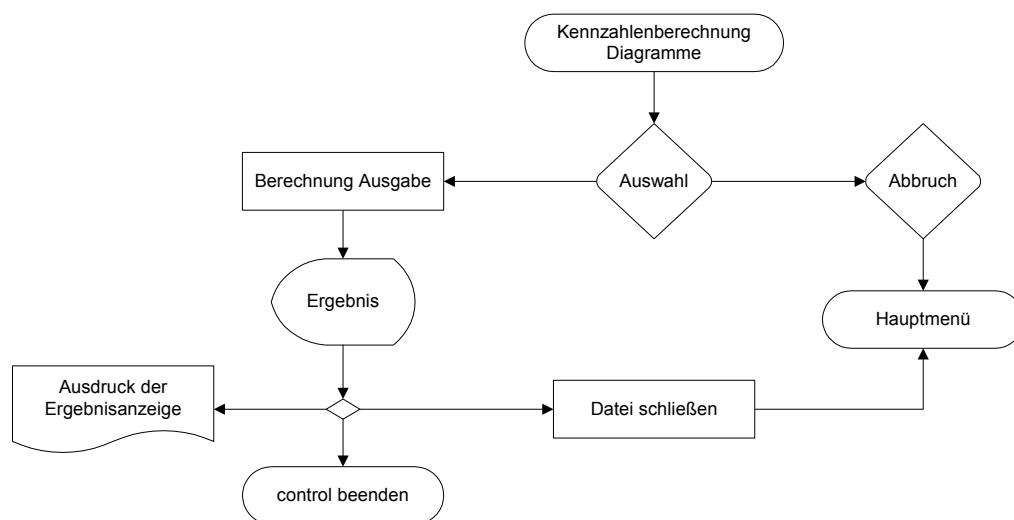 Kennzahlenberechnung
Diagramme
Berechnung Ausgabe
Auswahl
Abbruch
Ergebnis
Hauptmenü
Ausdruck der
Ergebnisanzeige
Datei schließen
control beenden